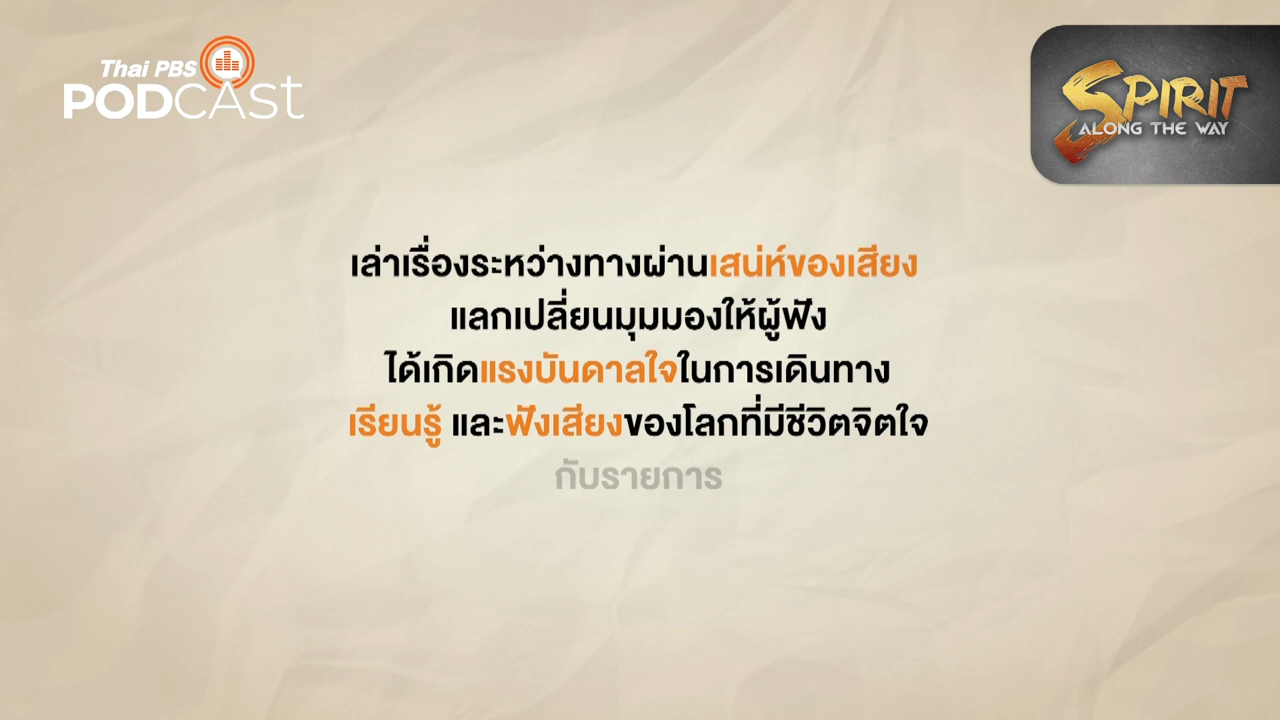 Thai PBS
PODCASt
SPIRIT
ALONG THE WAY
เล่าเรื่องระหว่างทางผ่านเสน่ห์ของเสียง
แลกเปลี่ยนมุมมองให้ผู้ฟัง
ได้เกิดแรงบันดาลใจในการเดินทาง
เรียนรู้ และฟังเสียงของโลกที่มีชีวิตจิตใจ
กับรายการ